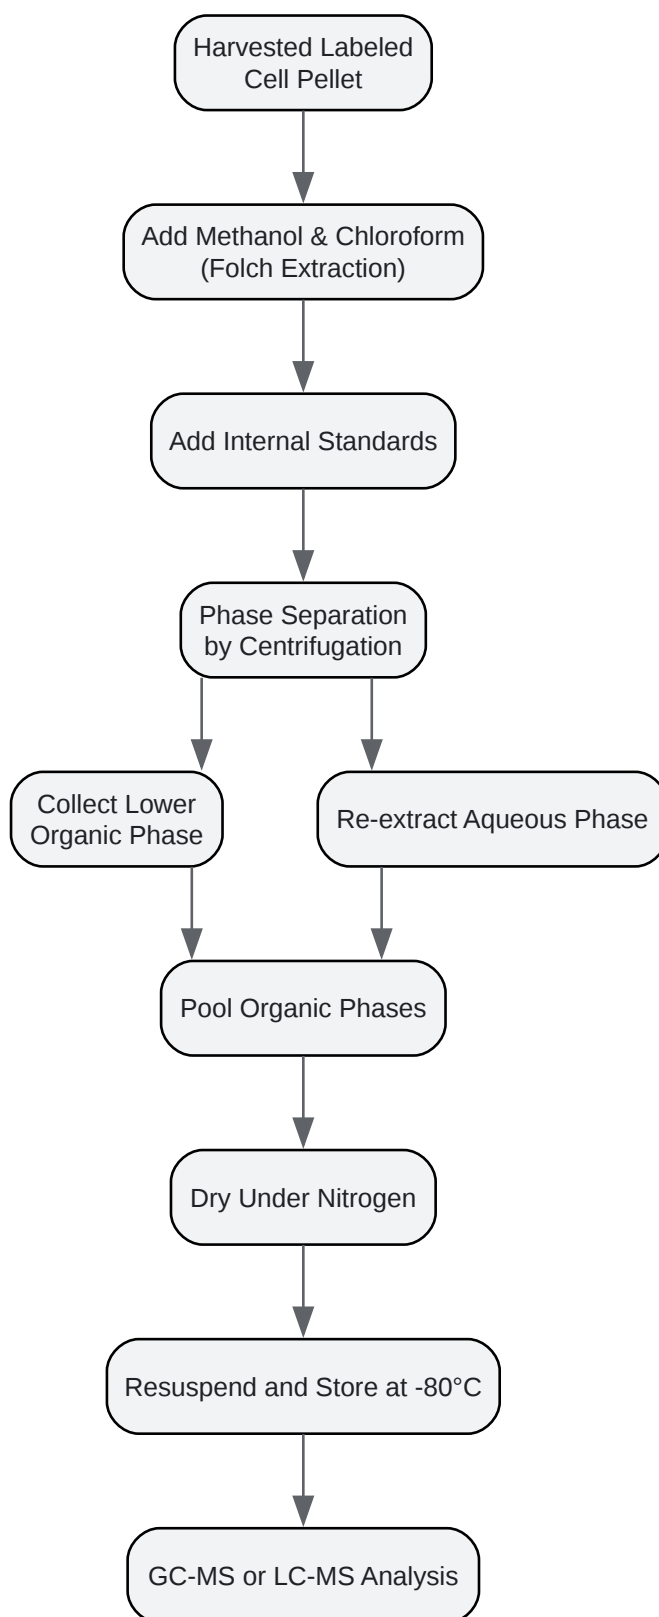 Harvested Labeled
Cell Pellet
Add Methanol & Chloroform
(Folch Extraction)
Add Internal Standards
Phase Separation
by Centrifugation
Collect Lower
Organic Phase
Re-extract Aqueous Phase
Pool Organic Phases
Dry Under Nitrogen
Resuspend and Store at -80°C
GC-MS or LC-MS Analysis